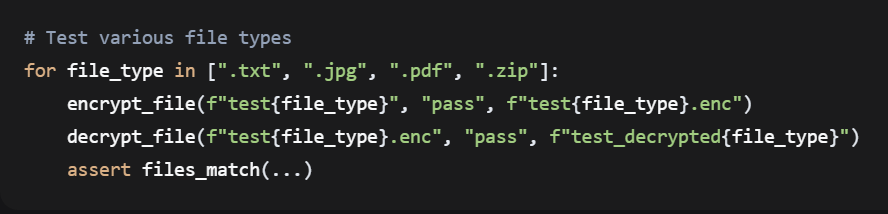 # Test various file types
for file_type in [".txt", ".jpg", ".pdf", ".zip"]:
    encrypt_file(f"test{file_type}", "pass", f"test{file_type}.enc")
    decrypt_file(f"test{file_type}.enc", "pass", f"test_decrypted{file_type}")
    assert files_match(...)